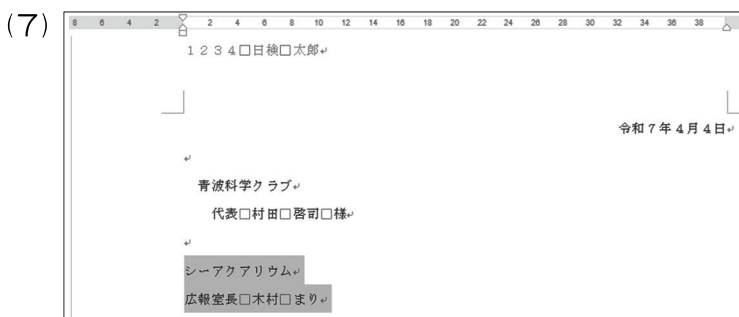 (7)
8 6 4 2 2 4 6 8 10 12 14 16 18 20 22 24 26 28 30 32 34 36 38
1234□日検□太郎↵
令和7年4月4日↵
↵
青波科学クラブ↵
代表□村田□啓司□様↵
↵
シーアクアリウム↵
広報室長□木村□まり↵